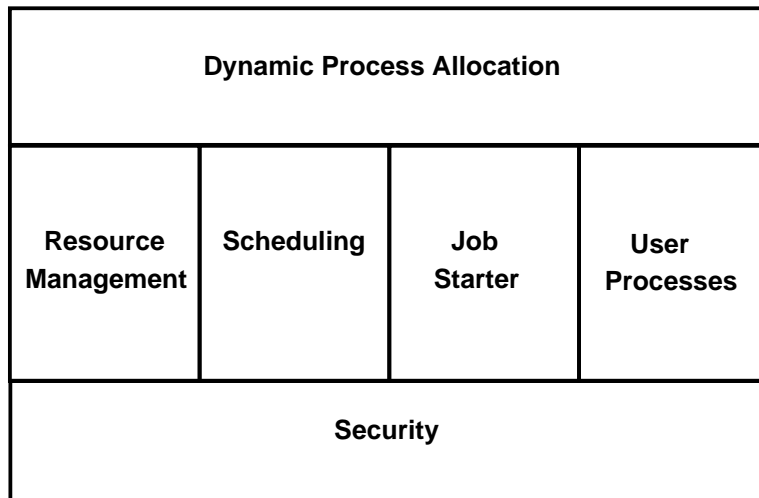 Dynamic Process Allocation
Resource
Management
Scheduling
Job
Starter
User
Processes
Security